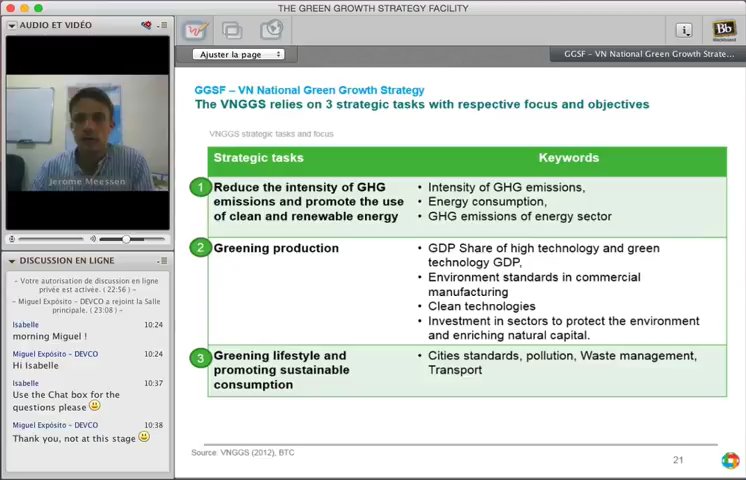 THE GREEN GROWTH STRATEGY FACILITY
AUDIO ET VIDÉO
Jerome Meessen
DISCUSSION EN LIGNE
– Votre autorisation de discussion en ligne
privée est activée. ( 22:56) –
– Miguel Expósito – DEVCO a rejoint la Salle
principale. ( 23:08) –
Isabelle 10:24
morning Miguel !
Miguel Expósito – DEVCO 10:24
Hi Isabelle
Isabelle 10:37
Use the Chat box for the
questions please
Miguel Expósito – DEVCO 10:38
Thank you, not at this stage
Ajuster la page
i
Bb
GGSF – VN National Green Growth Strate...
GGSF – VN National Green Growth Strategy
The VNGGS relies on 3 strategic tasks with respective focus and objectives
VNGGS strategic tasks and focus
Strategic tasks Keywords
1 Reduce the intensity of GHG
emissions and promote the use
of clean and renewable energy
• Intensity of GHG emissions,
• Energy consumption,
• GHG emissions of energy sector
2 Greening production
• GDP Share of high technology and green
technology GDP,
• Environment standards in commercial
manufacturing
• Clean technologies
• Investment in sectors to protect the environment
and enriching natural capital.
3 Greening lifestyle and
promoting sustainable
consumption
• Cities standards, pollution, Waste management,
Transport
Source: VNGGS (2012), BTC
21